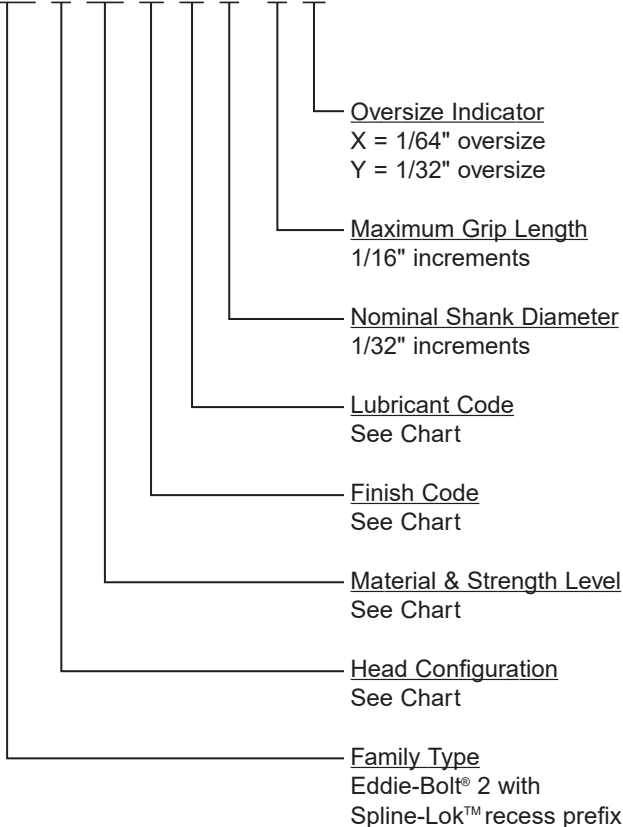 Oversize Indicator
X = 1/64" oversize
Y = 1/32" oversize
Maximum Grip Length
1/16" increments
Nominal Shank Diameter
1/32" increments
Lubricant Code
See Chart
Finish Code
See Chart
Material & Strength Level
See Chart
Head Configuration
See Chart
Family Type
Eddie-Bolt® 2 with
Spline-Lok™ recess prefix